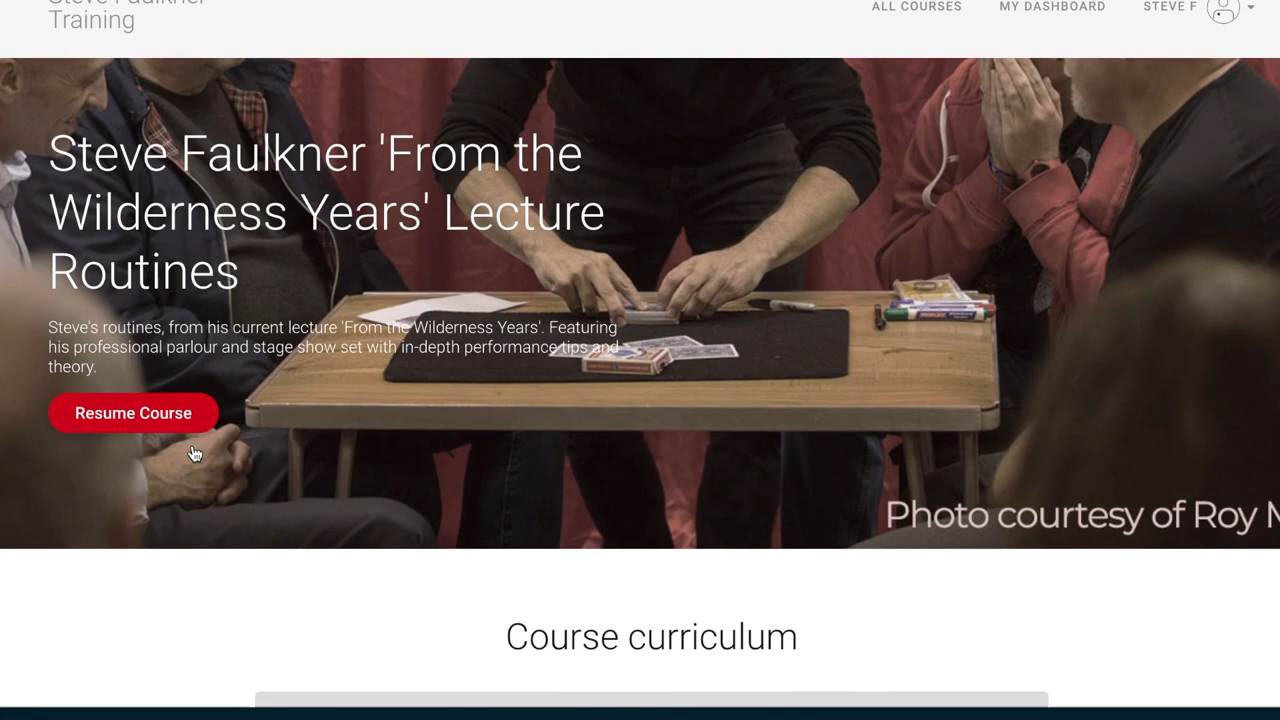 Steve Faulkner
Training
ALL COURSES
MY DASHBOARD
STEVE F
Steve Faulkner 'From the
Wilderness Years' Lecture
Routines
Steve's routines, from his current lecture 'From the Wilderness Years'. Featuring
his professional parlour and stage show set with in-depth performance tips and
theory.
Resume Course
Photo courtesy of Roy
Course curriculum